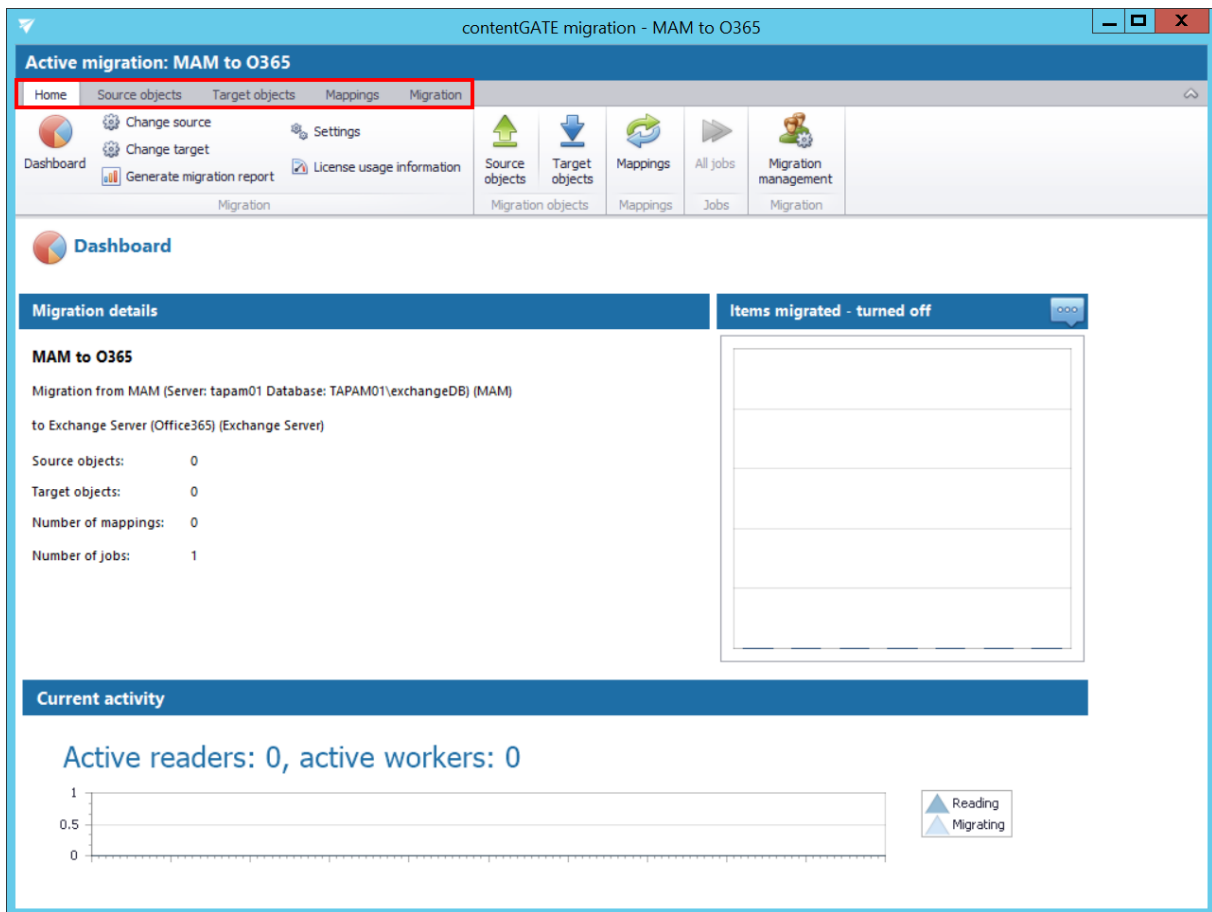 contentGATE migration - MAM to O365
Active migration: MAM to O365
Home Source objects Target objects Mappings Migration
Dashboard
Change source
Change target
Generate migration report
Settings
License usage information
Migration
Source
objects
Target
objects
Migration objects
Mappings
Mappings
All jobs
Jobs
Migration
management
Migration
Dashboard
Migration details
Items migrated - turned off
MAM to O365
Migration from MAM (Server: tapam01 Database: TAPAM01\exchangeDB) (MAM)
to Exchange Server (Office365) (Exchange Server)
Source objects: 0
Target objects: 0
Number of mappings: 0
Number of jobs: 1
Current activity
Active readers: 0, active workers: 0
1
0.5
0
Reading
Migrating